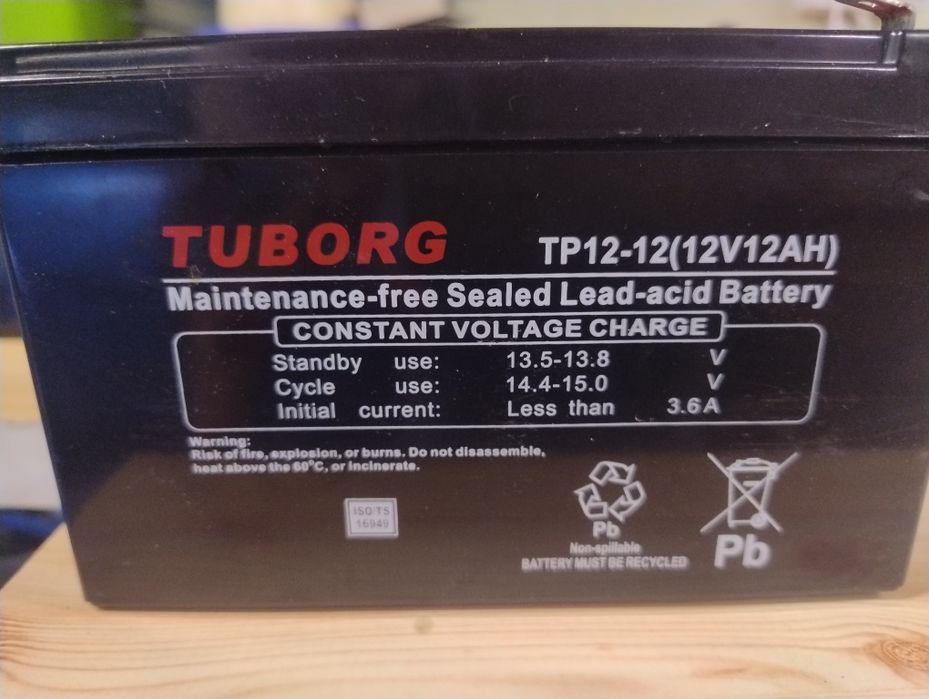 TUBORG
TP12-12(12V12AH)
Maintenance-free Sealed Lead-acid Battery
CONSTANT VOLTAGE CHARGE
Standby use: 13.5-13.8 V
Cycle use: 14.4-15.0 V
Initial current: Less than 3.6A
Warning:
Risk of fire, explosion, or burns. Do not disassemble,
heat above the 60°C, or incinerate.
ISO/TS
16949
Pb
Non-spillable
BATTERY MUST BE RECYCLED
Pb